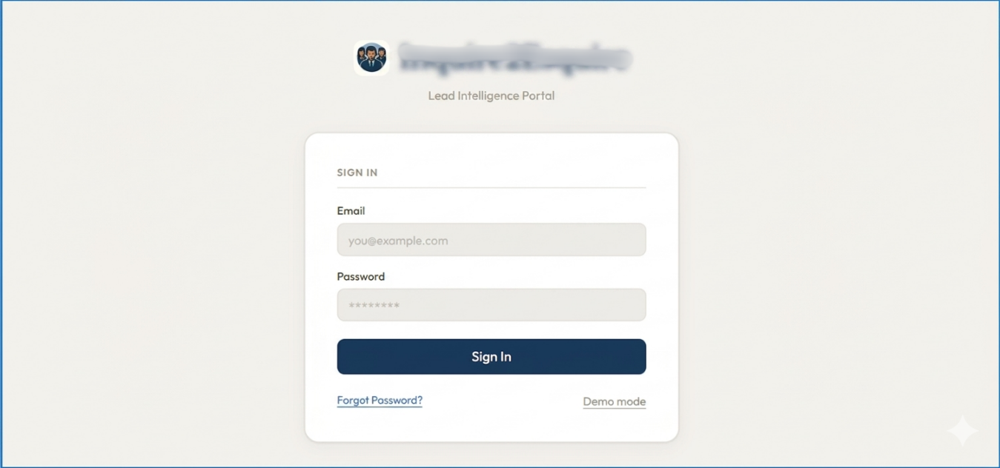 Lead Intelligence Portal
SIGN IN
Email
you@example.com
Password
********
Sign In
Forgot Password?
Demo mode